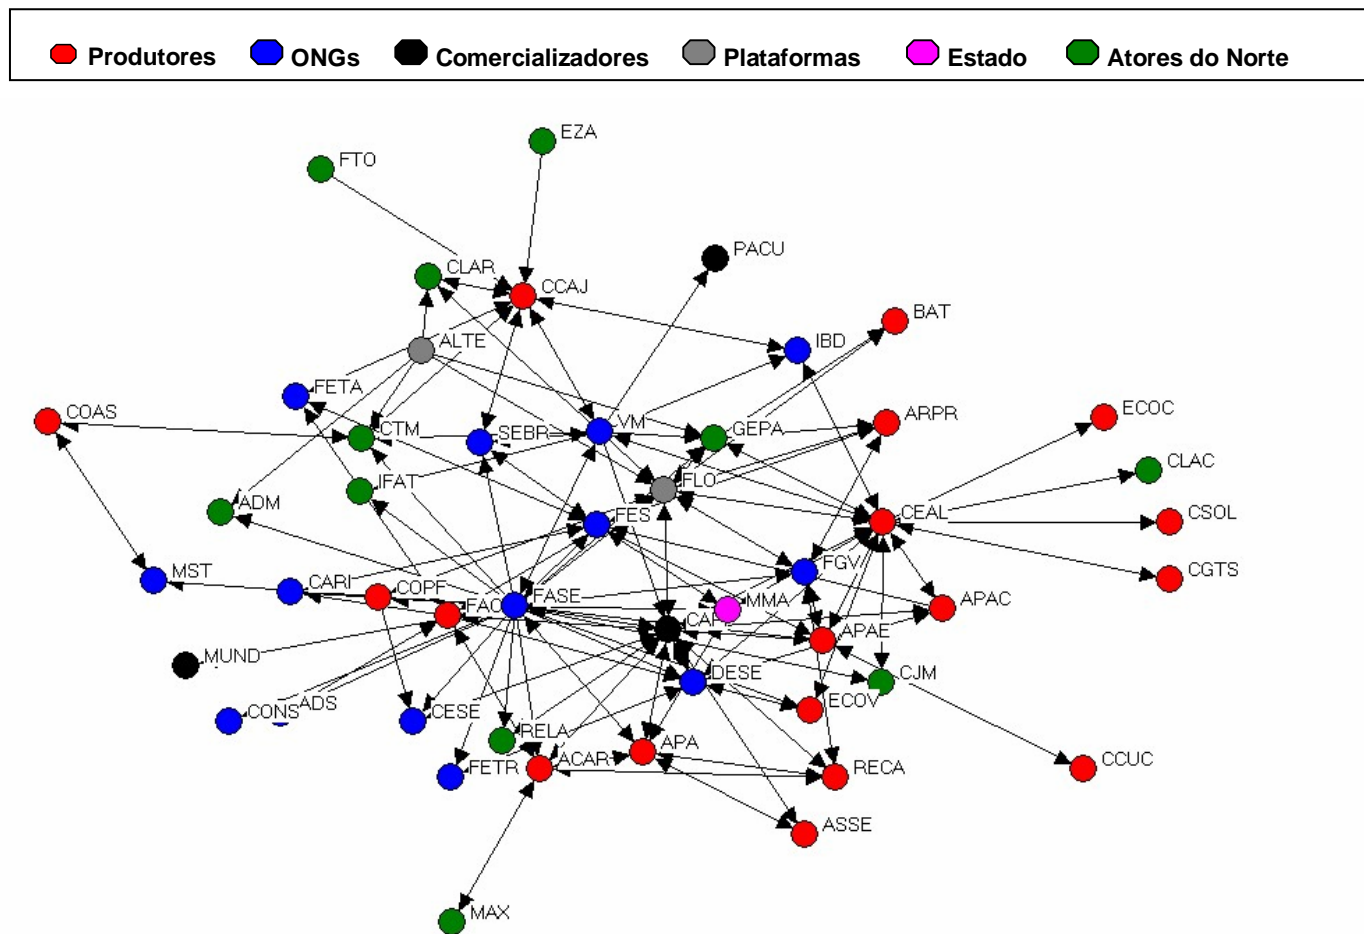 Produtores ONGs Comercializadores Plataformas Estado Atores do Norte
EZA
FTO
PACU
CLAR
CCAJ
BAT
ALTE
IBD
FETA
COAS
CTM
SEBR
VM
GEPA
ARPR
ECOC
CLAC
IFAT
FLO
ADM
FES
CEAL
CSOL
MST
CARI
COPF
FASE
FGV
CGTS
FAO
MMA
APAC
CAPI
APAE
MUND
DESE
CJM
CONS
ADS
CESE
RELA
APA
ECOV
FETR
ACAR
RECA
CCUC
ASSE
MAX